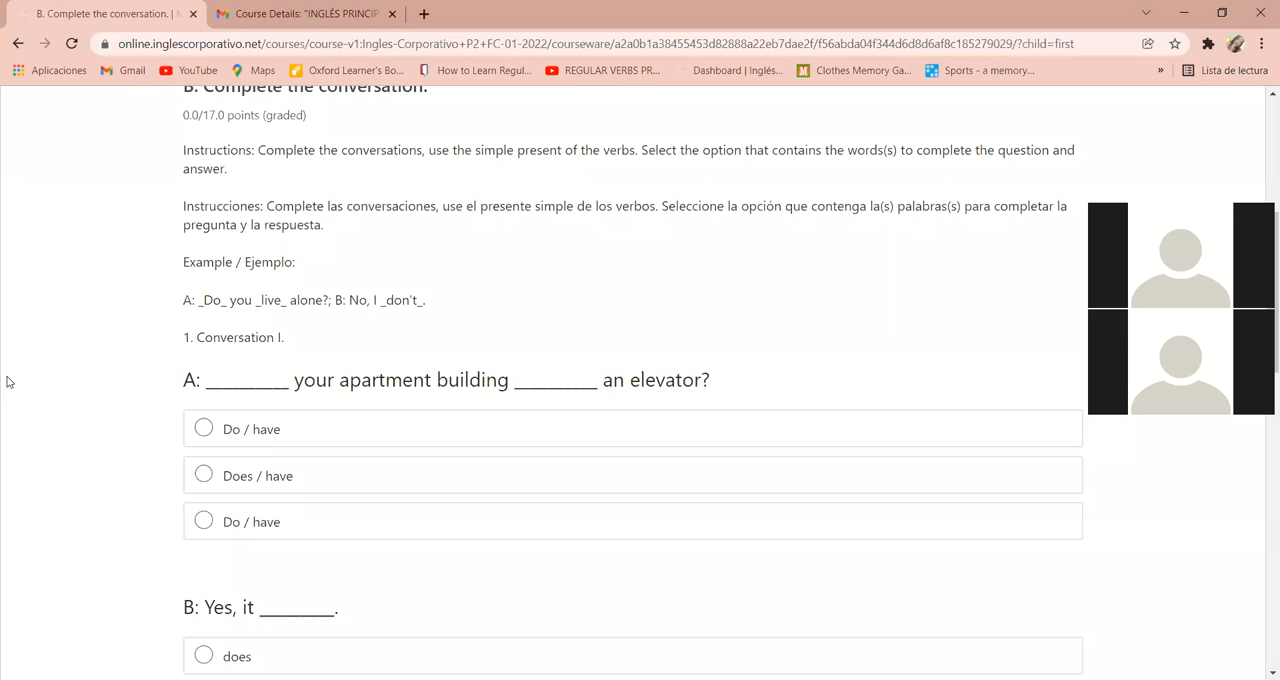 B. Complete the conversation. | M
Course Details: "INGLÉS PRINCIP
online.inglescorporativo.net/courses/course-v1:Ingles-Corporativo+P2+FC-01-2022/courseware/a2a0b1a38455453d82888a22eb7dae2f/f56abda04f344d6d8d6af8c185279029/?child=first
Aplicaciones Gmail YouTube Maps Oxford Learner's Bo... How to Learn Regul... REGULAR VERBS PR... Dashboard | Inglés... Clothes Memory Ga... Sports - a memory... » Lista de lectura
B. Complete the conversation.
0.0/17.0 points (graded)
Instructions: Complete the conversations, use the simple present of the verbs. Select the option that contains the words(s) to complete the question and
answer.
Instrucciones: Complete las conversaciones, use el presente simple de los verbos. Seleccione la opción que contenga la(s) palabras(s) para completar la
pregunta y la respuesta.
Example / Ejemplo:
A: _Do_ you _live_ alone?; B: No, I _don't_.
1. Conversation I.
A: __________ your apartment building __________ an elevator?
Do / have
Does / have
Do / have
B: Yes, it _________.
does